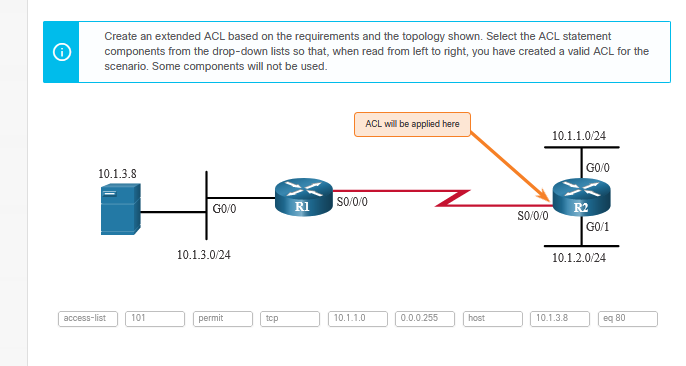 Create an extended ACL based on the requirements and the topology shown. Select the ACL statement
components from the drop-down lists so that, when read from left to right, you have created a valid ACL for the
scenario. Some components will not be used.
ACL will be applied here
10.1.1.0/24
10.1.3.8
G0/0
R1
S0/0/0
G0/0
S0/0/0
R2
G0/1
10.1.3.0/24
10.1.2.0/24
access-list 101 permit tcp 10.1.1.0 0.0.0.255 host 10.1.3.8 eq 80